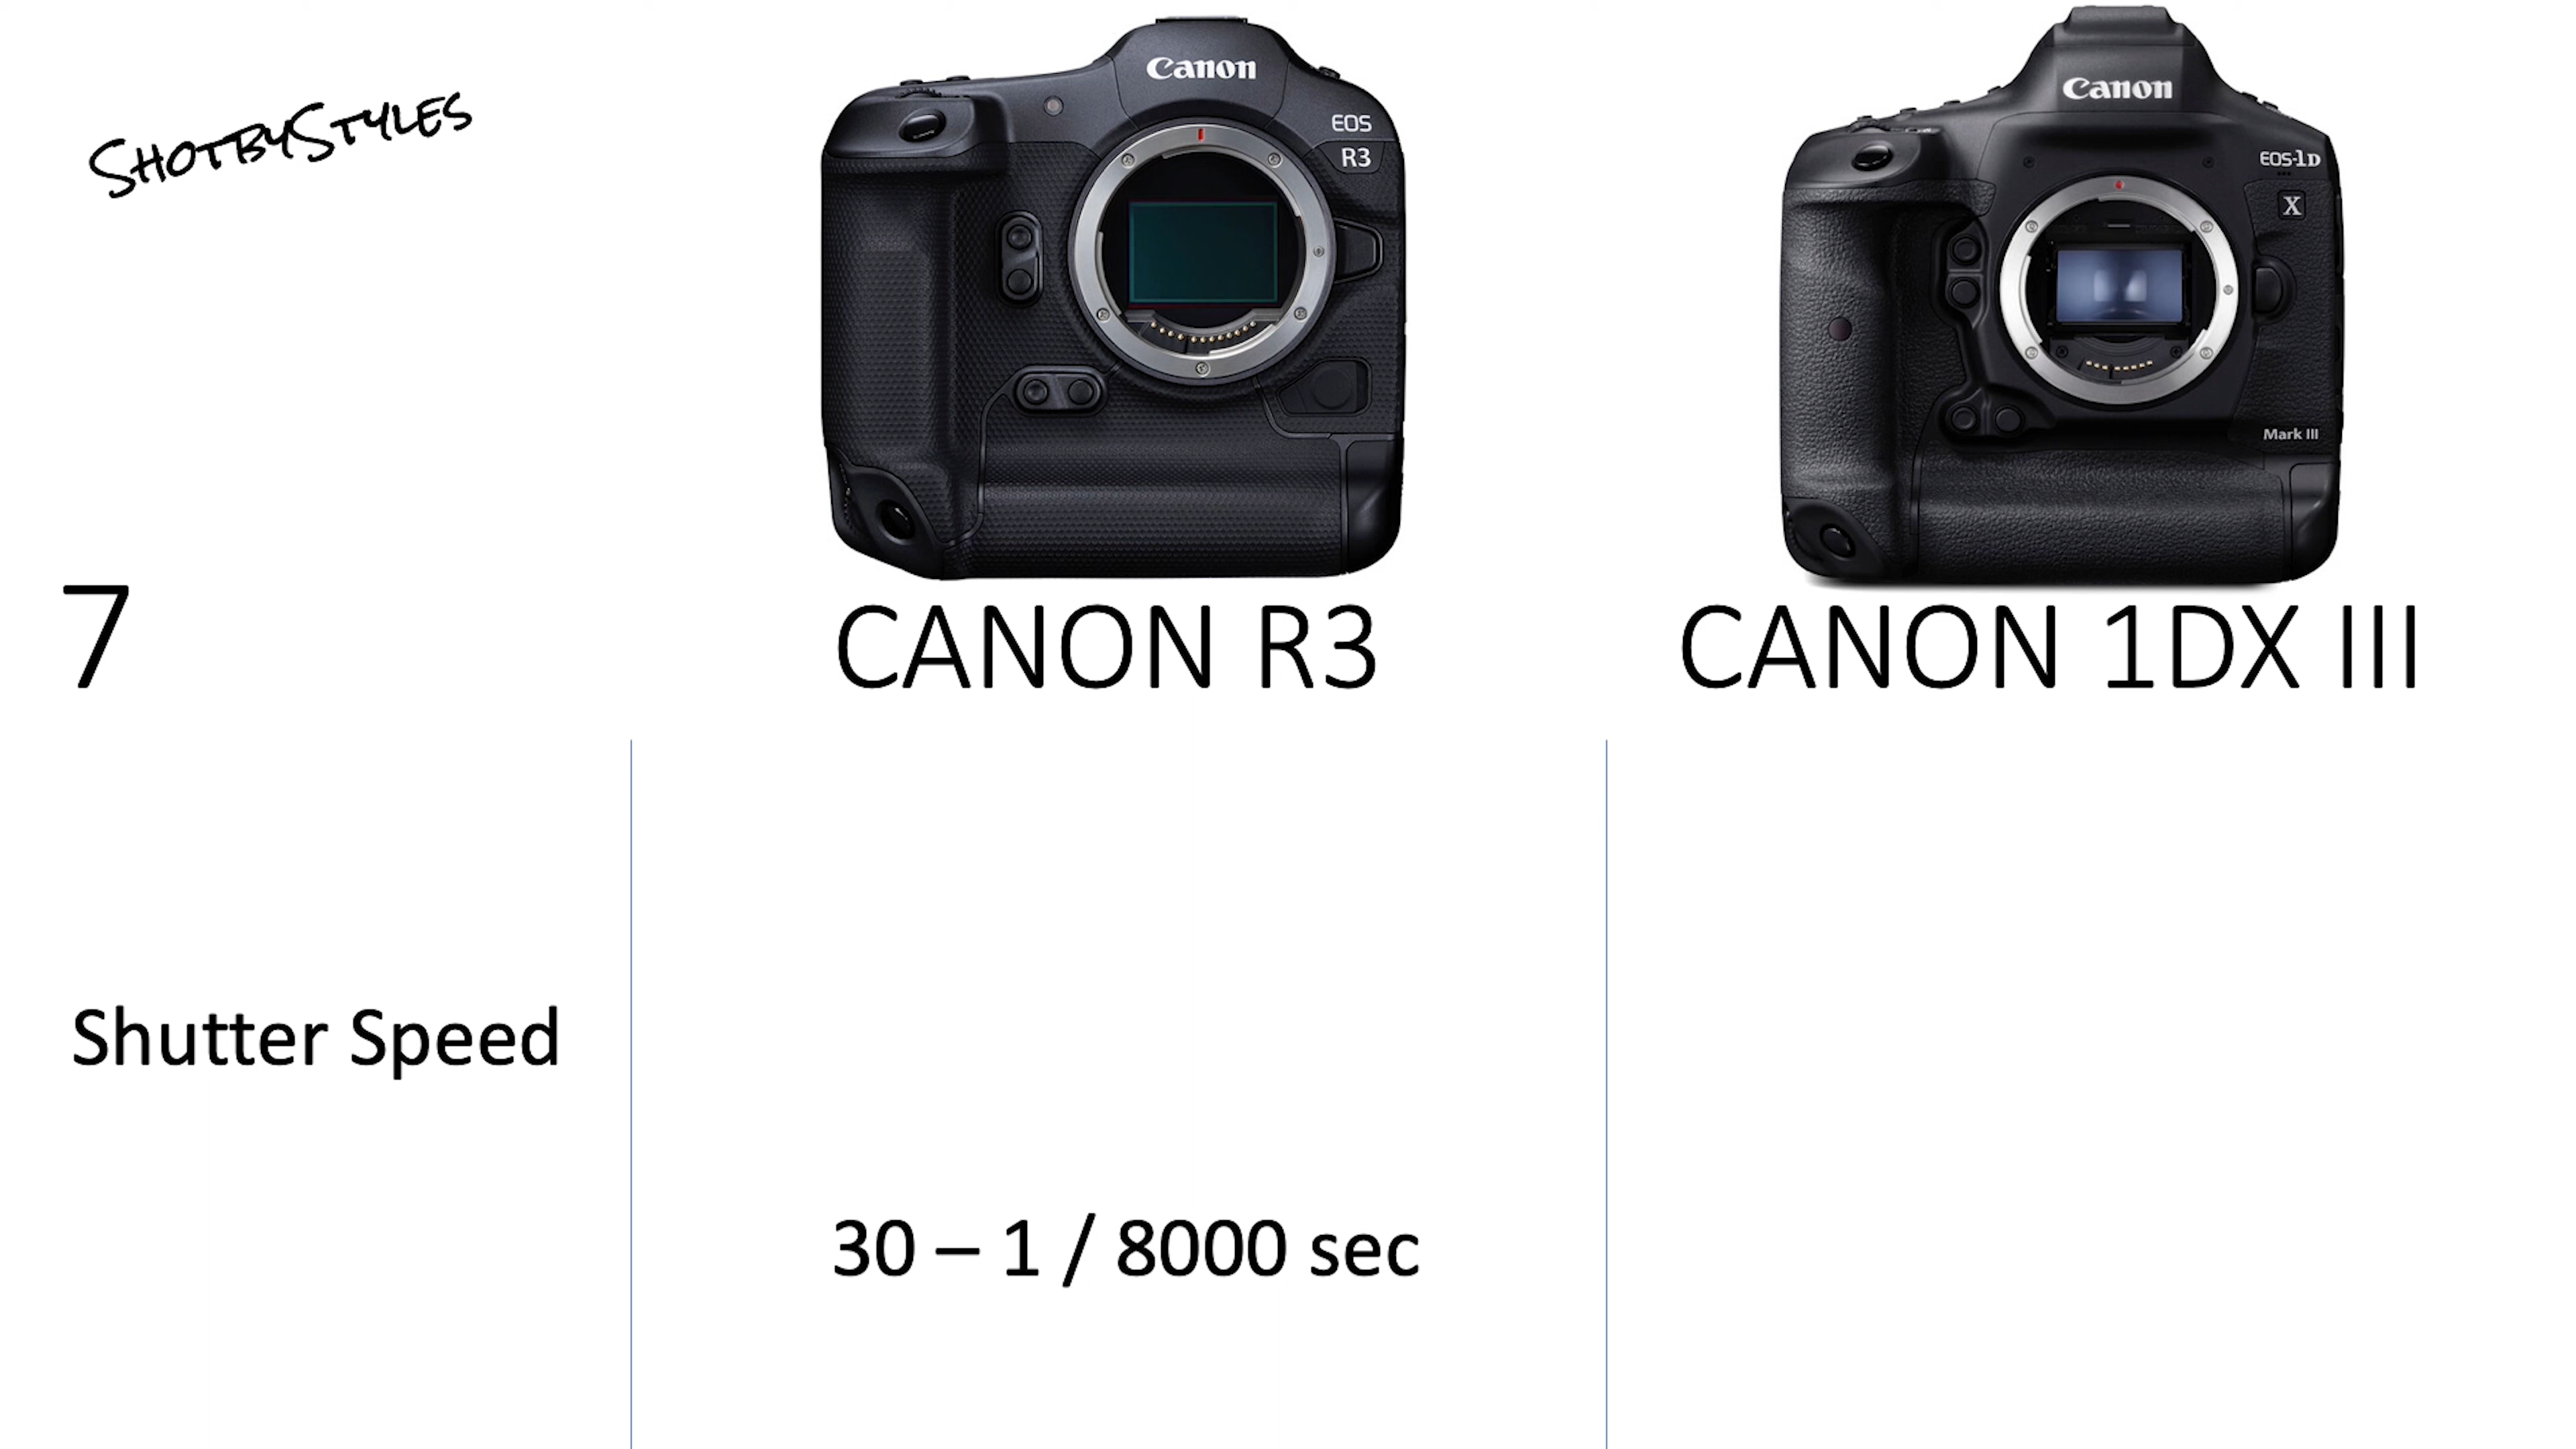 SHOTBYSTYLES
Canon
EOS
R3
Canon
EOS-1D
X
Mark III
7
CANON R3
CANON 1DX III
Shutter Speed
30 – 1 / 8000 sec